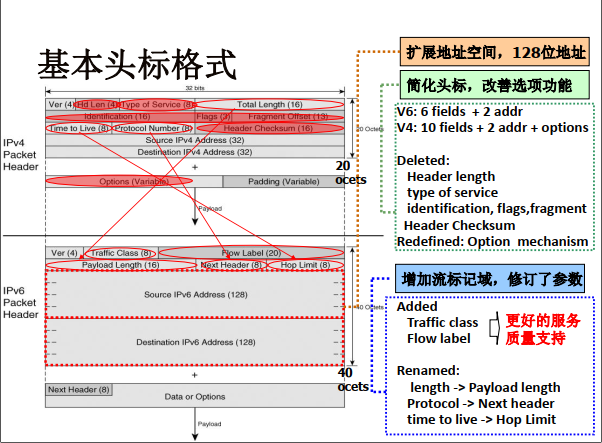 基本头标格式
32 bits
Ver (4) Hd Len (4) Type of Service (8) Total Length (16)
Identification (16) Flags (3) Fragment Offset (13)
Time to Live (8) Protocol Number (8) Header Checksum (16)
Source IPv4 Address (32)
Destination IPv4 Address (32)
IPv4
Packet
Header
20 Octets
+
20
ocets
Options (Variable) Padding (Variable)
Payload
Ver (4) Traffic Class (8) Flow Label (20)
Payload Length (16) Next Header (8) Hop Limit (8)
Source IPv6 Address (128)
IPv6
Packet
Header
40 Octets
Destination IPv6 Address (128)
+
40
ocets
Next Header (8)
Data or Options
Payload
扩展地址空间，128位地址
简化头标，改善选项功能
V6: 6 fields + 2 addr
V4: 10 fields + 2 addr + options
Deleted:
Header length
type of service
identification, flags,fragment
Header Checksum
Redefined: Option mechanism
增加流标记域，修订了参数
Added
Traffic class
Flow label
更好的服务
质量支持
Renamed:
length -> Payload length
Protocol -> Next header
time to live -> Hop Limit